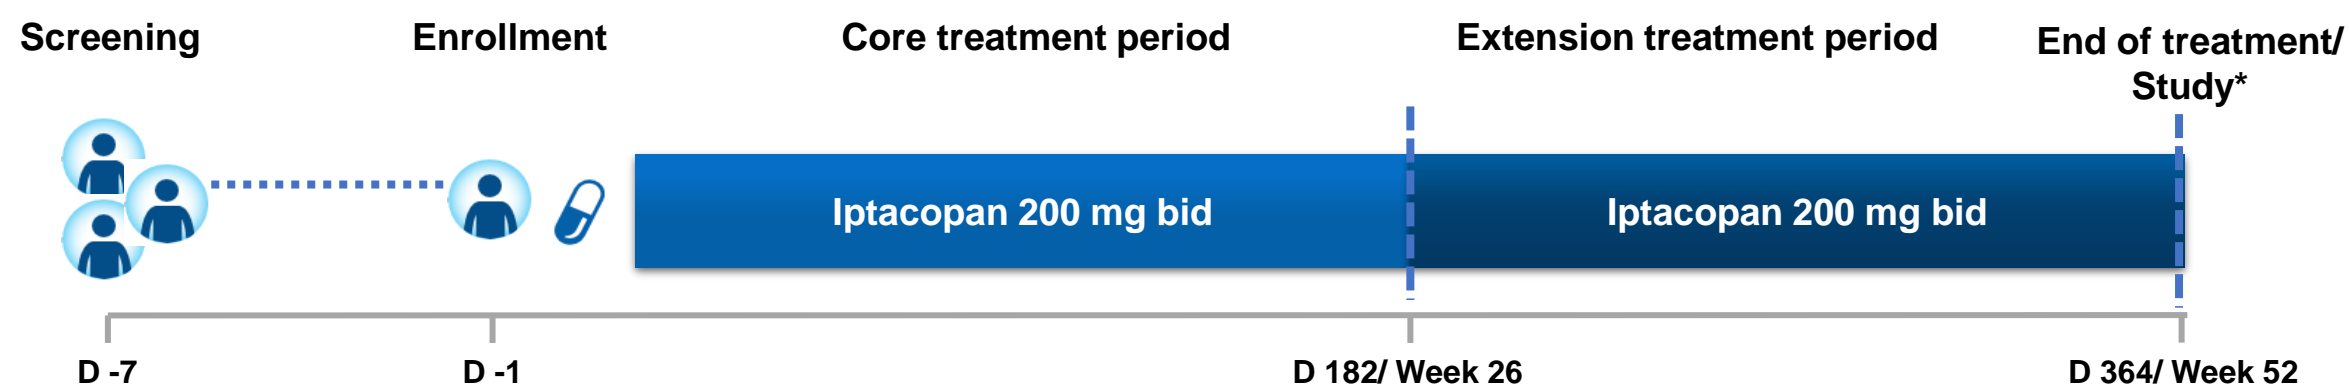 Screening
Enrollment
Core treatment period
Extension treatment period
End of treatment/
Study*
Iptacopan 200 mg bid
Iptacopan 200 mg bid
D -7
D -1
D 182/ Week 26
D 364/ Week 52